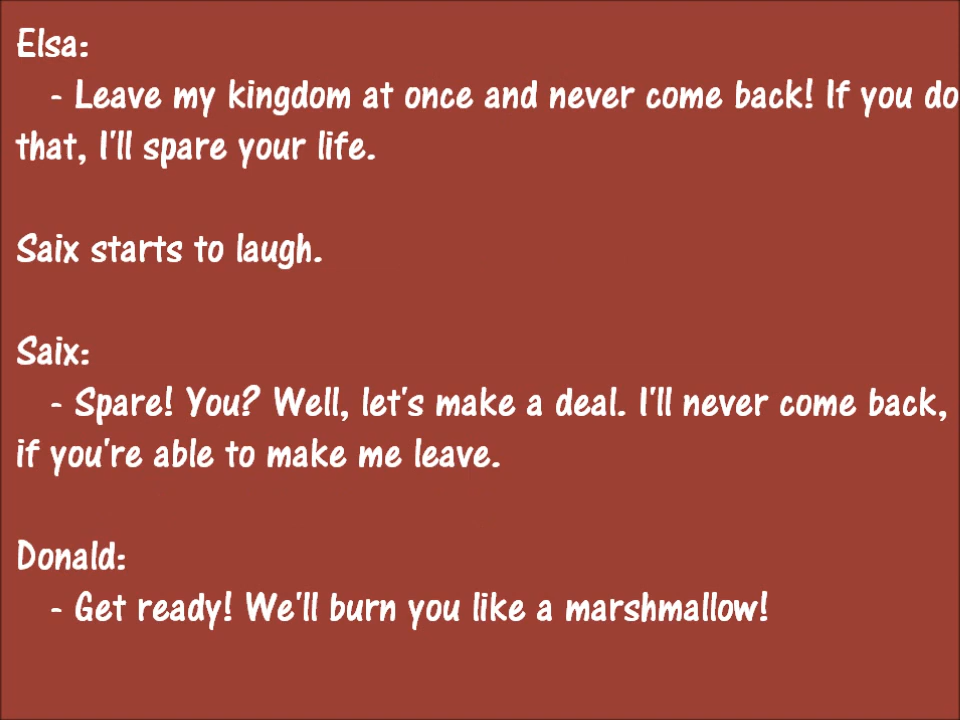 Elsa:
- Leave my kingdom at once and never come back! If you do
that, I'll spare your life.
Saix starts to laugh.
Saix:
- Spare! You? Well, let's make a deal. I'll never come back,
if you're able to make me leave.
Donald:
- Get ready! We'll burn you like a marshmallow!